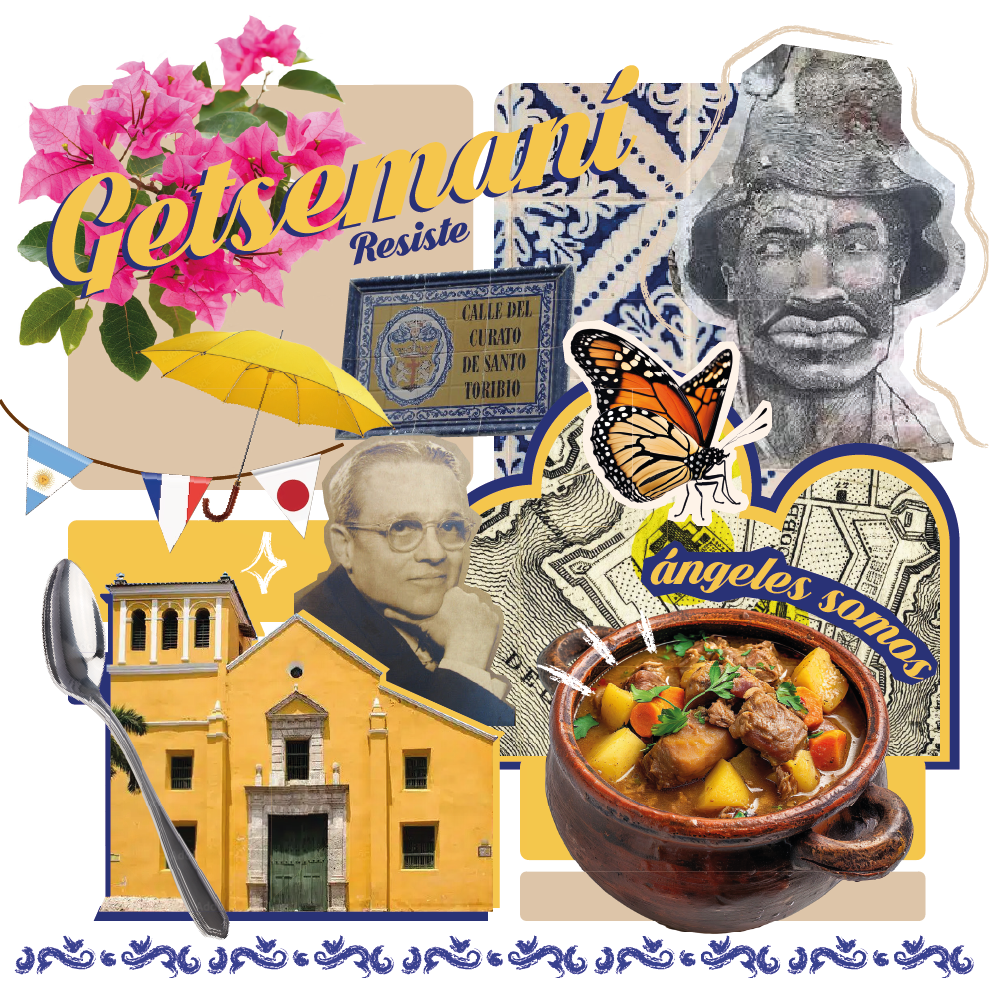 Getsemaní
Resiste
CALLE DEL
CURATO
DE SANTO
TORIBIO
ángeles somos